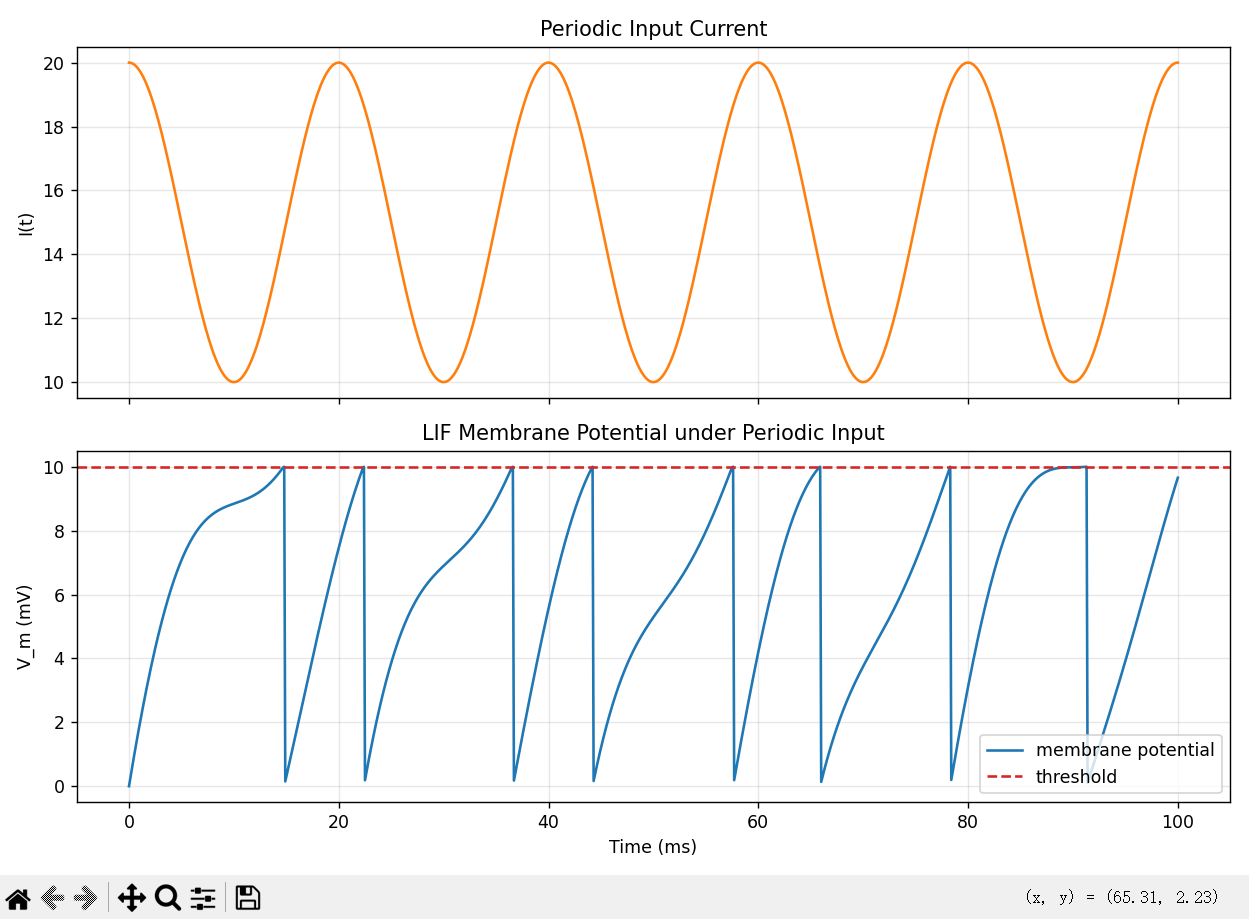 Periodic Input Current
20
18
16
14
12
10
I(t)
LIF Membrane Potential under Periodic Input
10
8
6
4
2
0
V_m (mV)
membrane potential
threshold
0 20 40 60 80 100
Time (ms)
(x, y) = (65.31, 2.23)